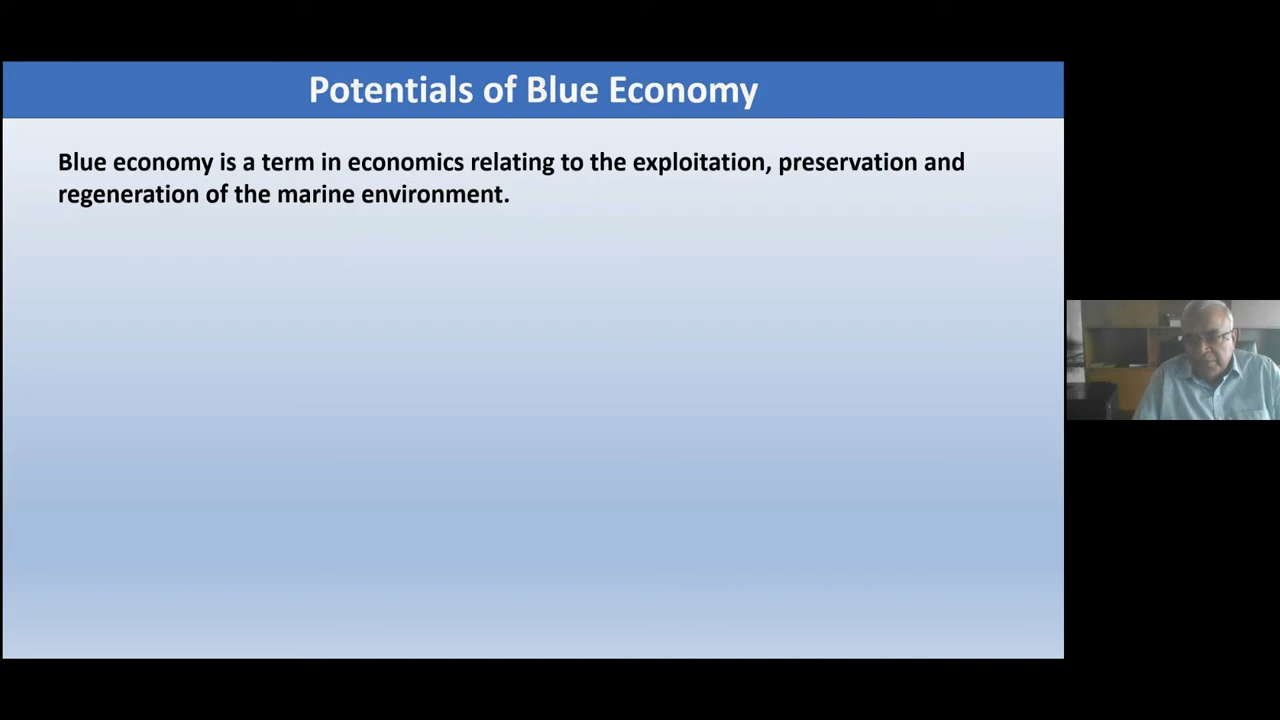 Potentials of Blue Economy
Blue economy is a term in economics relating to the exploitation, preservation and
regeneration of the marine environment.